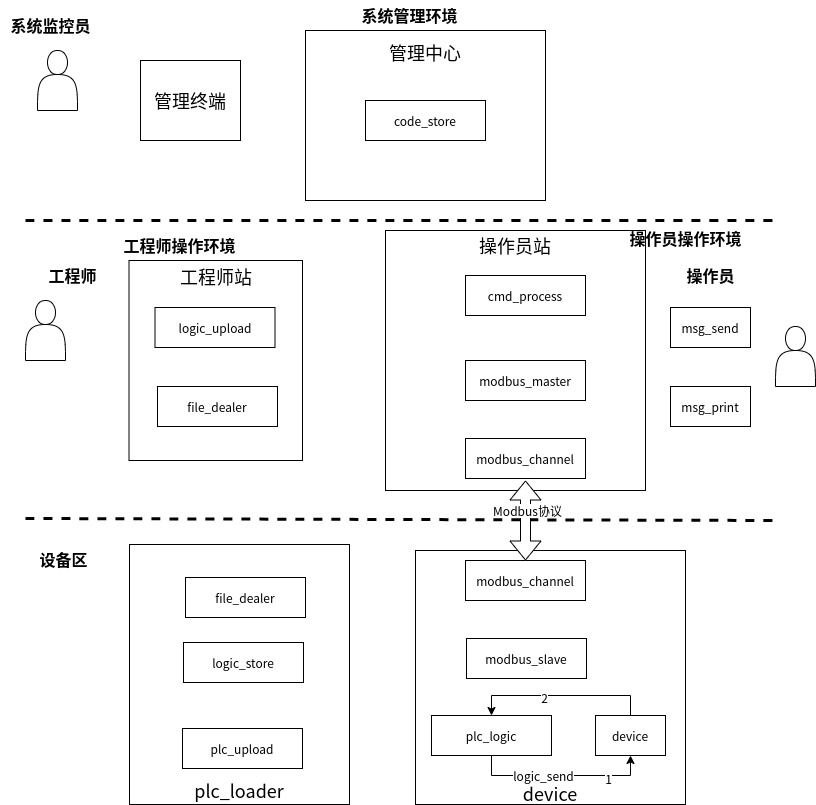 系统监控员
系统管理环境
管理终端
管理中心
code_store
工程师操作环境
操作员操作环境
工程师
工程师站
操作员站
操作员
logic_upload
cmd_process
msg_send
file_dealer
modbus_master
msg_print
modbus_channel
Modbus协议
设备区
file_dealer
modbus_channel
logic_store
modbus_slave
2
plc_upload
plc_logic
device
logic_send
1
plc_loader
device